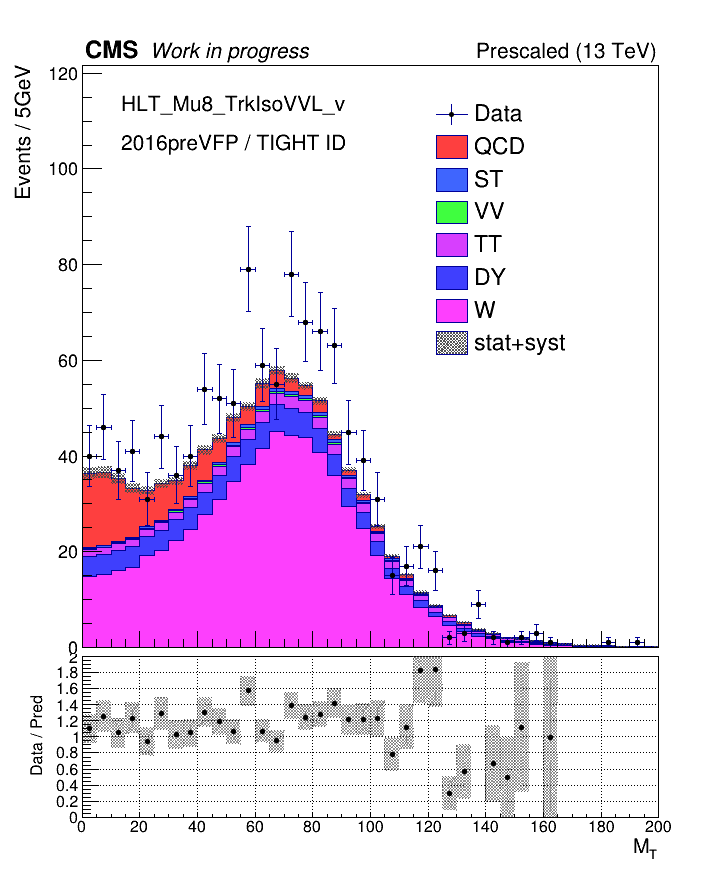 CMS Work in progress Prescaled (13 TeV)
Events / 5GeV
120
100
80
60
40
20
0
HLT_Mu8_TrkIsoVVL_v
2016preVFP / TIGHT ID
Data
QCD
ST
VV
TT
DY
W
stat+syst
Data / Pred
2
1.8
1.6
1.4
1.2
1
0.8
0.6
0.4
0.2
0
0 20 40 60 80 100 120 140 160 180 200
M_T